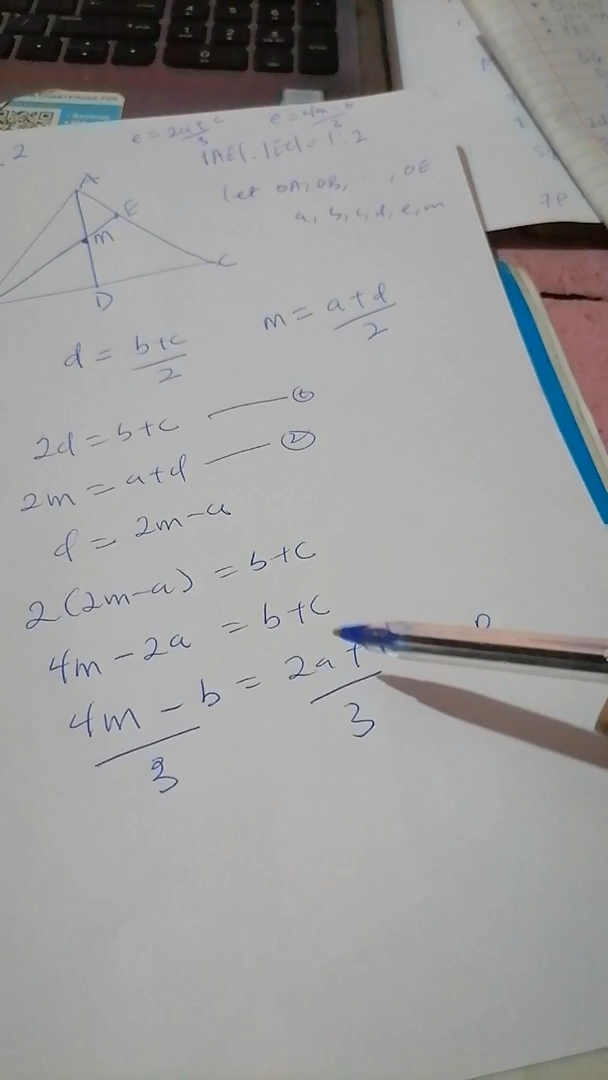 2
e = 2a+c/3 e = 4m-b/3
|AE| : |EC| = 1 : 2
let OA, OB, ..., OE
a, b, c, d, e, m
A
E
M
C
D
d = b+c/2 m = a+d/2
2d = b+c —— ①
2m = a+d —— ②
d = 2m-a
2(2m-a) = b+c
4m - 2a = b+c
4m - b/3 = 2a+/3
7P